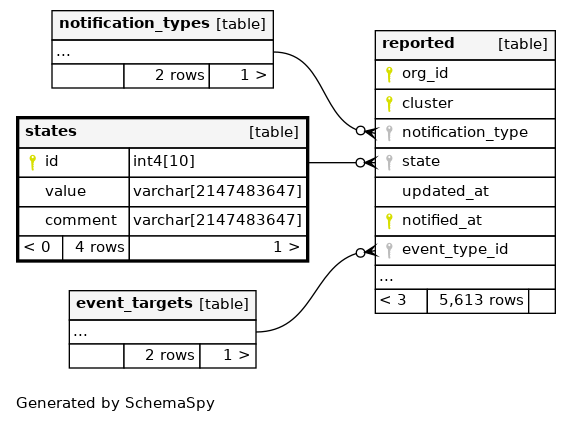 notification_types [table]
...
2 rows 1 >
states [table]
id int4[10]
value varchar[2147483647]
comment varchar[2147483647]
< 0 4 rows 1 >
event_targets [table]
...
2 rows 1 >
reported [table]
org_id
cluster
notification_type
state
updated_at
notified_at
event_type_id
...
< 3 5,613 rows
Generated by SchemaSpy